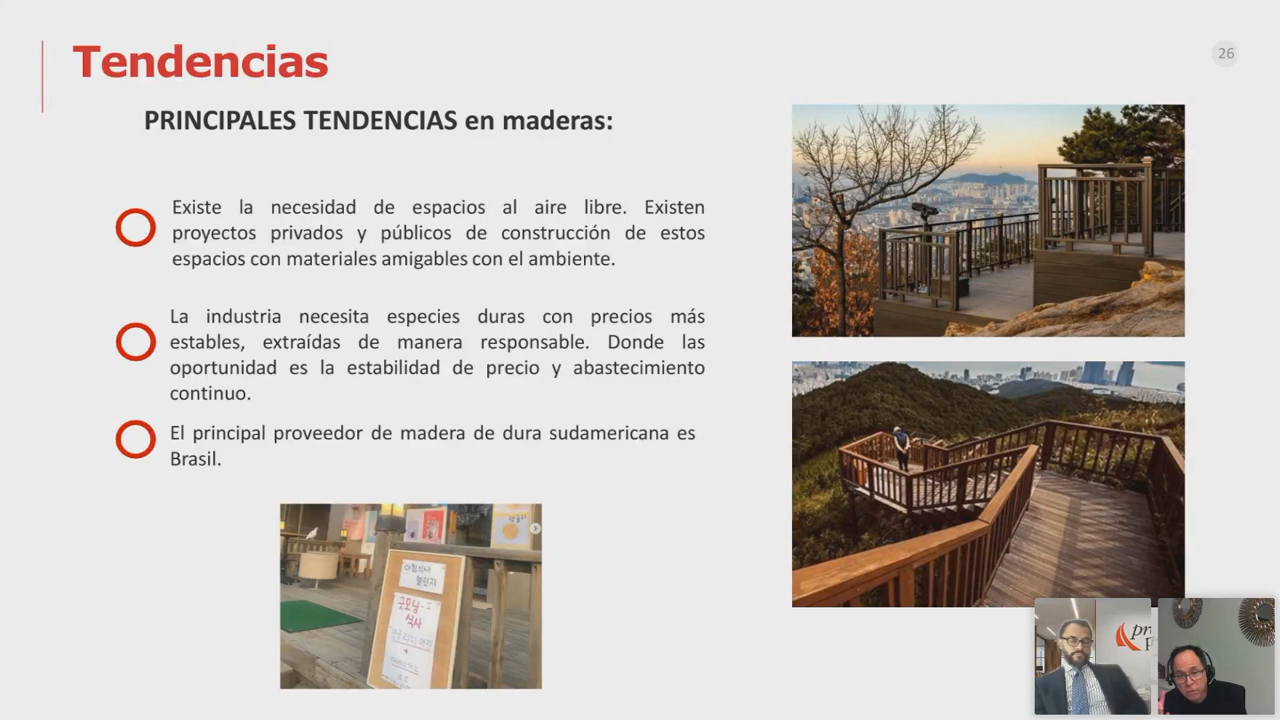 Tendencias
26
PRINCIPALES TENDENCIAS en maderas:
Existe la necesidad de espacios al aire libre. Existen
proyectos privados y públicos de construcción de estos
espacios con materiales amigables con el ambiente.
La industria necesita especies duras con precios más
estables, extraídas de manera responsable. Donde las
oportunidad es la estabilidad de precio y abastecimiento
continuo.
El principal proveedor de madera de dura sudamericana es
Brasil.
식사